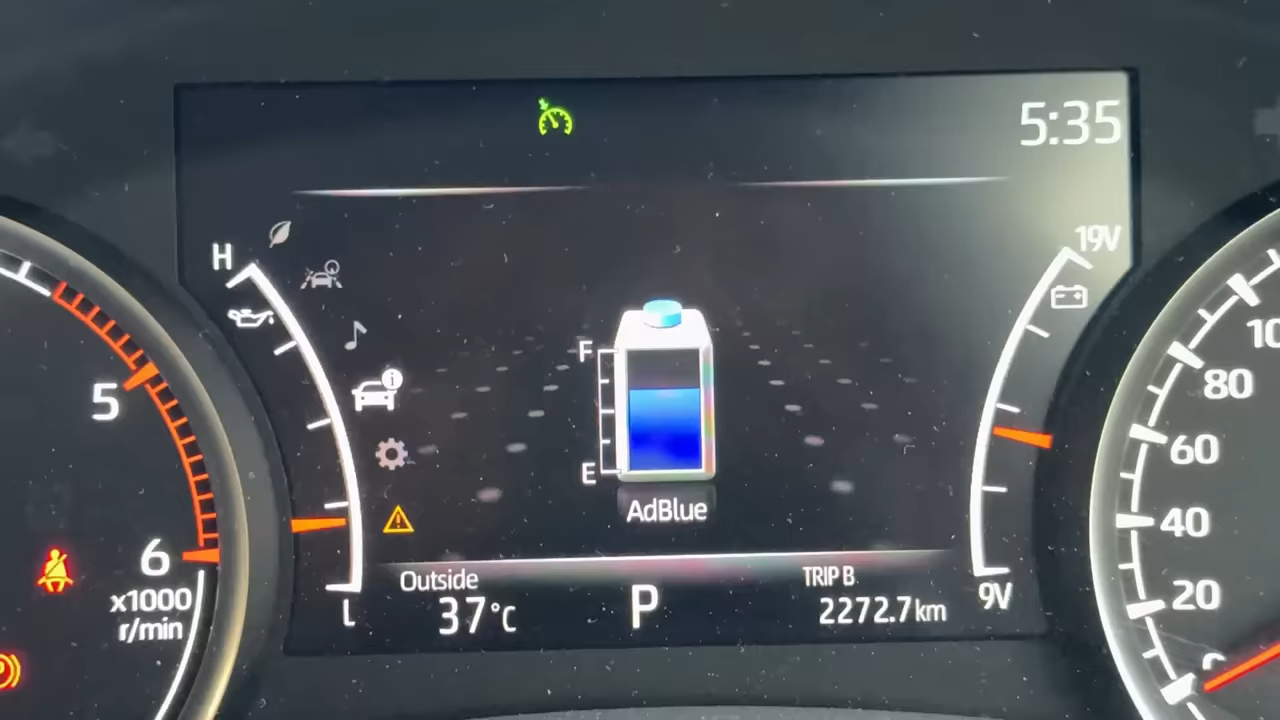 5:35
H
19V
F
E
AdBlue
Outside
37°C
P
TRIP B
2272.7km
L
9V
5
6
x1000
r/min
80
60
40
20